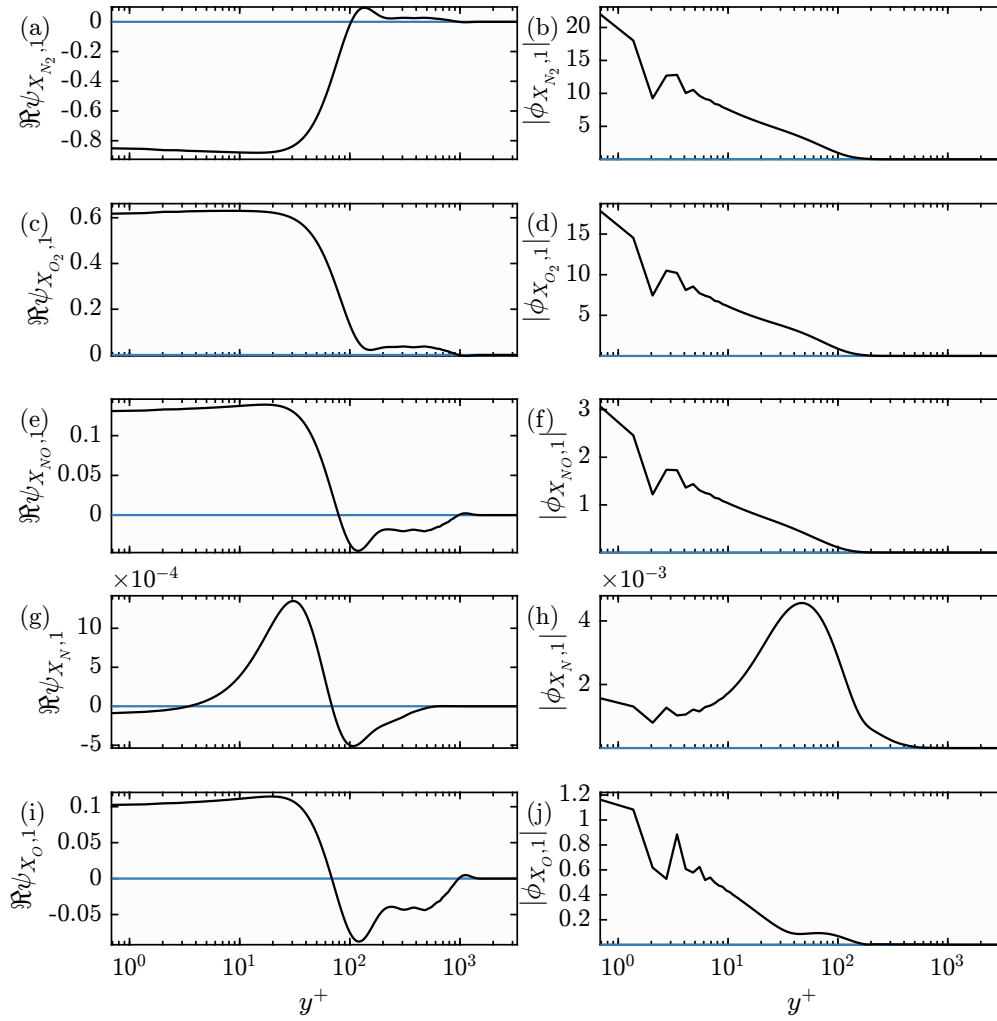 (a)
ℜψ_{X_{N_2},1}
0
-0.2
-0.4
-0.6
-0.8
(b)
|ϕ_{X_{N_2},1}|
20
15
10
5
(c)
ℜψ_{X_{O_2},1}
0.6
0.4
0.2
0
(d)
|ϕ_{X_{O_2},1}|
15
10
5
(e)
ℜψ_{X_{NO},1}
0.1
0.05
0
(f)
|ϕ_{X_{NO},1}|
3
2
1
×10^{-4}
(g)
ℜψ_{X_N,1}
10
5
0
-5
×10^{-3}
(h)
|ϕ_{X_N,1}|
4
2
(i)
ℜψ_{X_O,1}
0.1
0.05
0
-0.05
10^0 10^1 10^2 10^3
y^+
(j)
|ϕ_{X_O,1}|
1.2
1
0.8
0.6
0.4
0.2
10^0 10^1 10^2 10^3
y^+